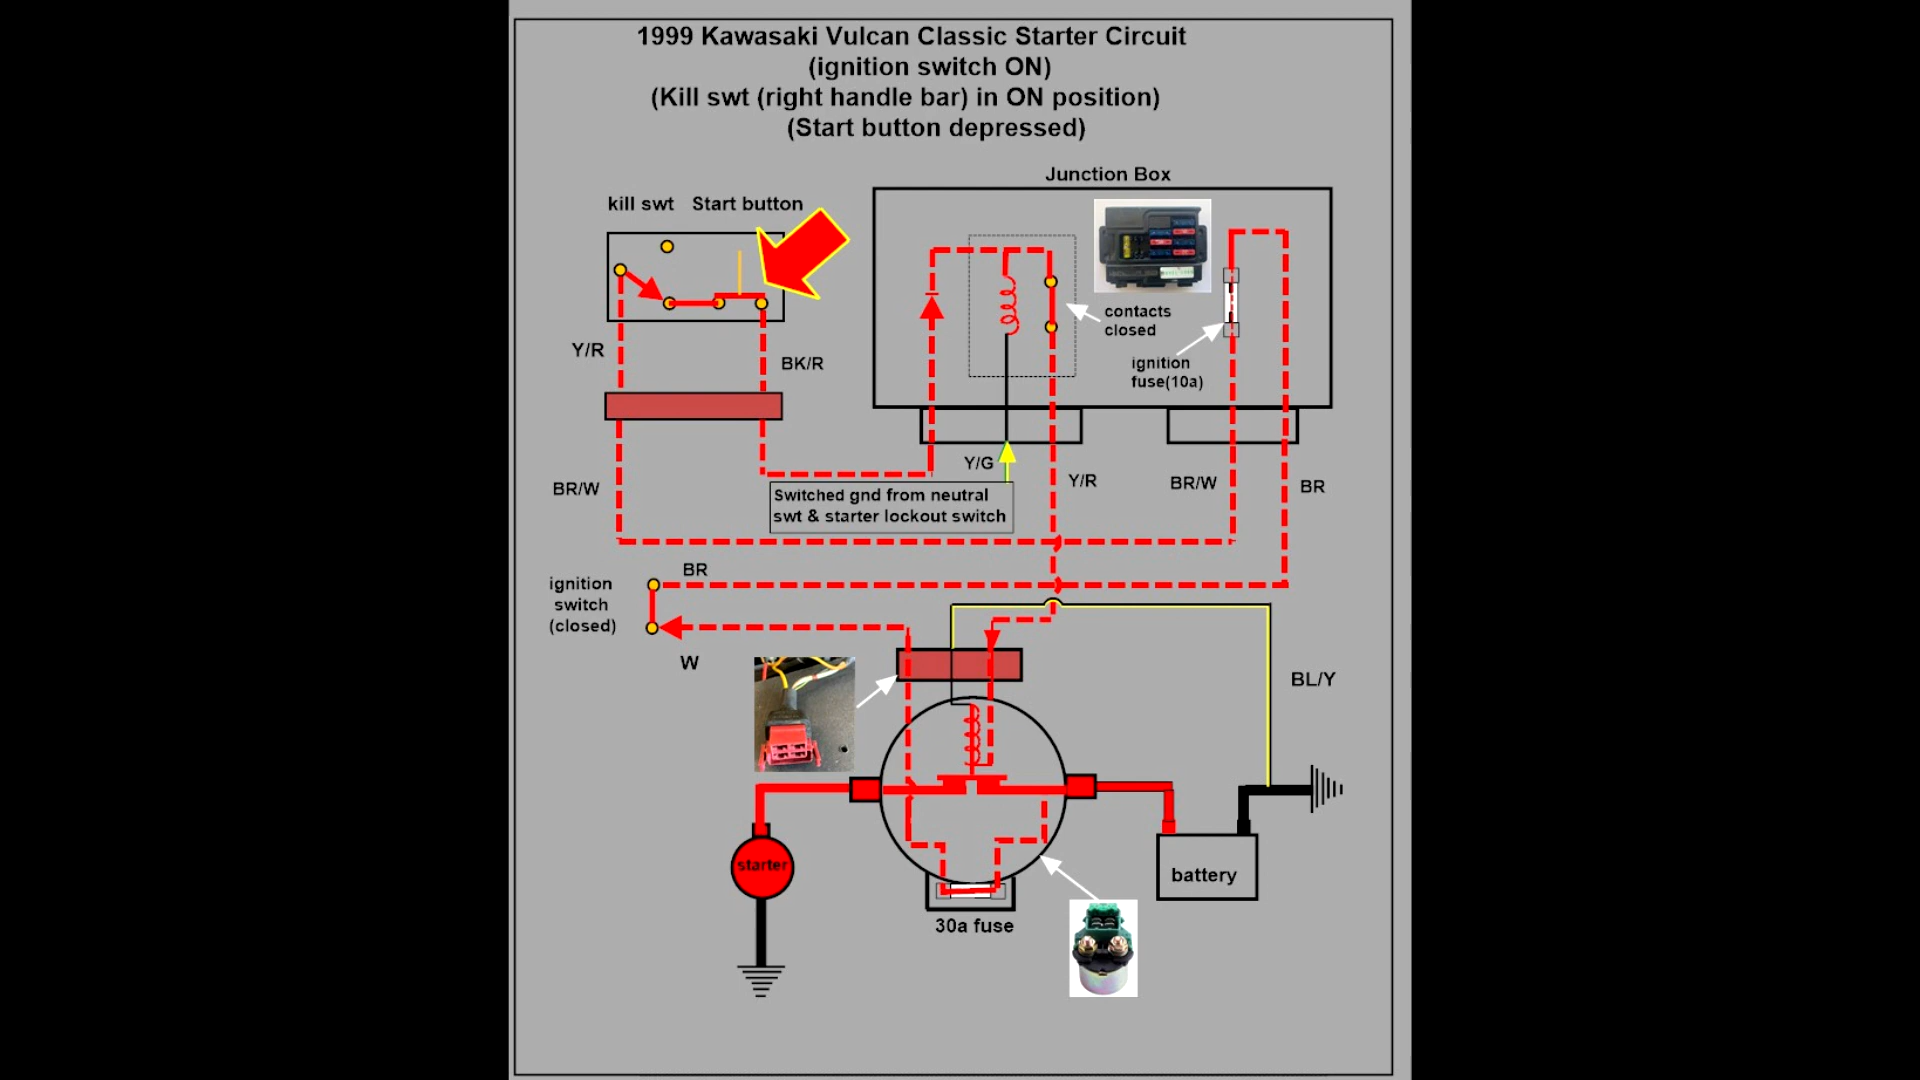 1999 Kawasaki Vulcan Classic Starter Circuit
(ignition switch ON)
(Kill swt (right handle bar) in ON position)
(Start button depressed)
Junction Box
kill swt Start button
contacts
closed
ignition
fuse(10a)
Y/R
BK/R
Y/G
Y/R
BR/W
BR
BR/W
Switched gnd from neutral
swt & starter lockout switch
BR
ignition
switch
(closed)
W
BL/Y
starter
battery
30a fuse